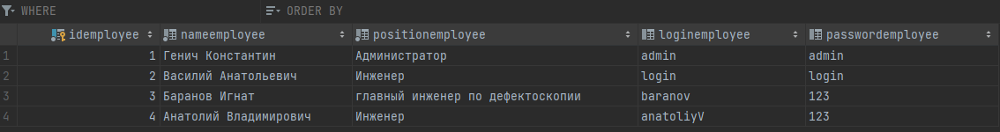 WHERE ORDER BY
idemployee nameemployee positionemployee loginemployee passwordemployee
1 1 Генич Константин Администратор admin admin
2 2 Василий Анатольевич Инженер login login
3 3 Баранов Игнат главный инженер по дефектоскопии baranov 123
4 4 Анатолий Владимирович Инженер anatoliyV 123